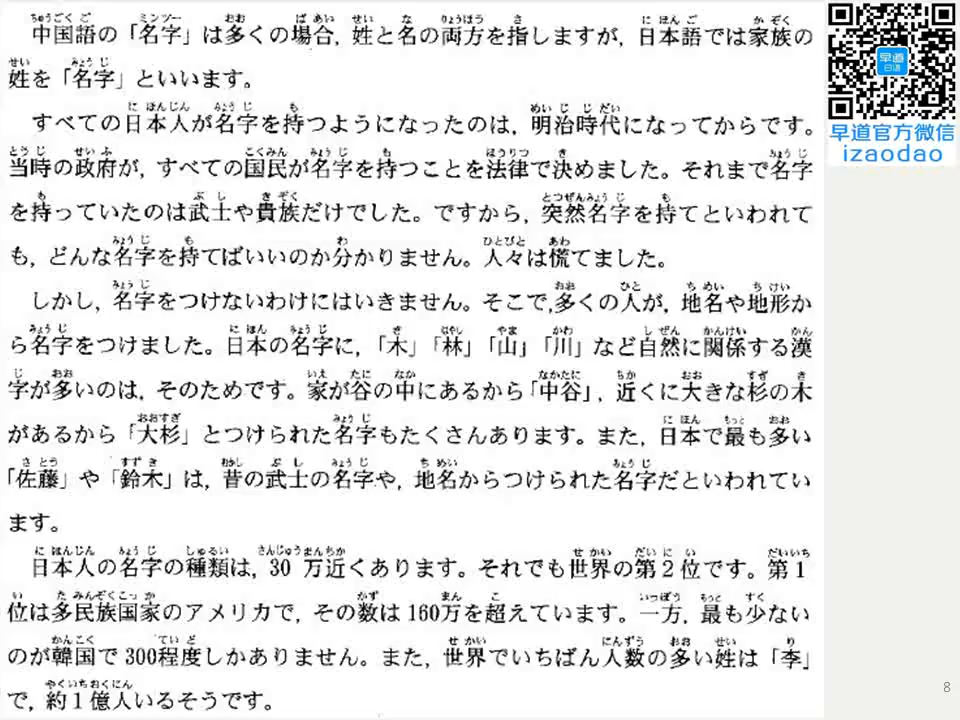 中国語の「名字」は多くの場合，姓と名の両方を指しますが，日本語では家族の
姓を「名字」といいます。
すべての日本人が名字を持つようになったのは，明治時代になってからです。
当時の政府が，すべての国民が名字を持つことを法律で決めました。それまで名字
を持っていたのは武士や貴族だけでした。ですから，突然名字を持てといわれて
も，どんな名字を持てばいいのか分かりません。人々は慌てました。
しかし，名字をつけないわけにはいきません。そこで，多くの人が，地名や地形か
ら名字をつけました。日本の名字に，「木」「林」「山」「川」など自然に関係する漢
字が多いのは，そのためです。家が谷の中にあるから「中谷」，近くに大きな杉の木
があるから「大杉」とつけられた名字もたくさんあります。また，日本で最も多い
「佐藤」や「鈴木」は，昔の武士の名字や，地名からつけられた名字だといわれてい
ます。
日本人の名字の種類は，30万近くあります。それでも世界の第2位です。第1
位は多民族国家のアメリカで，その数は160万を超えています。一方，最も少ない
のが韓国で300程度しかありません。また，世界でいちばん人数の多い姓は「李」
で，約1億人いるそうです。
早道
日语
早道官方微信
izaodao
8